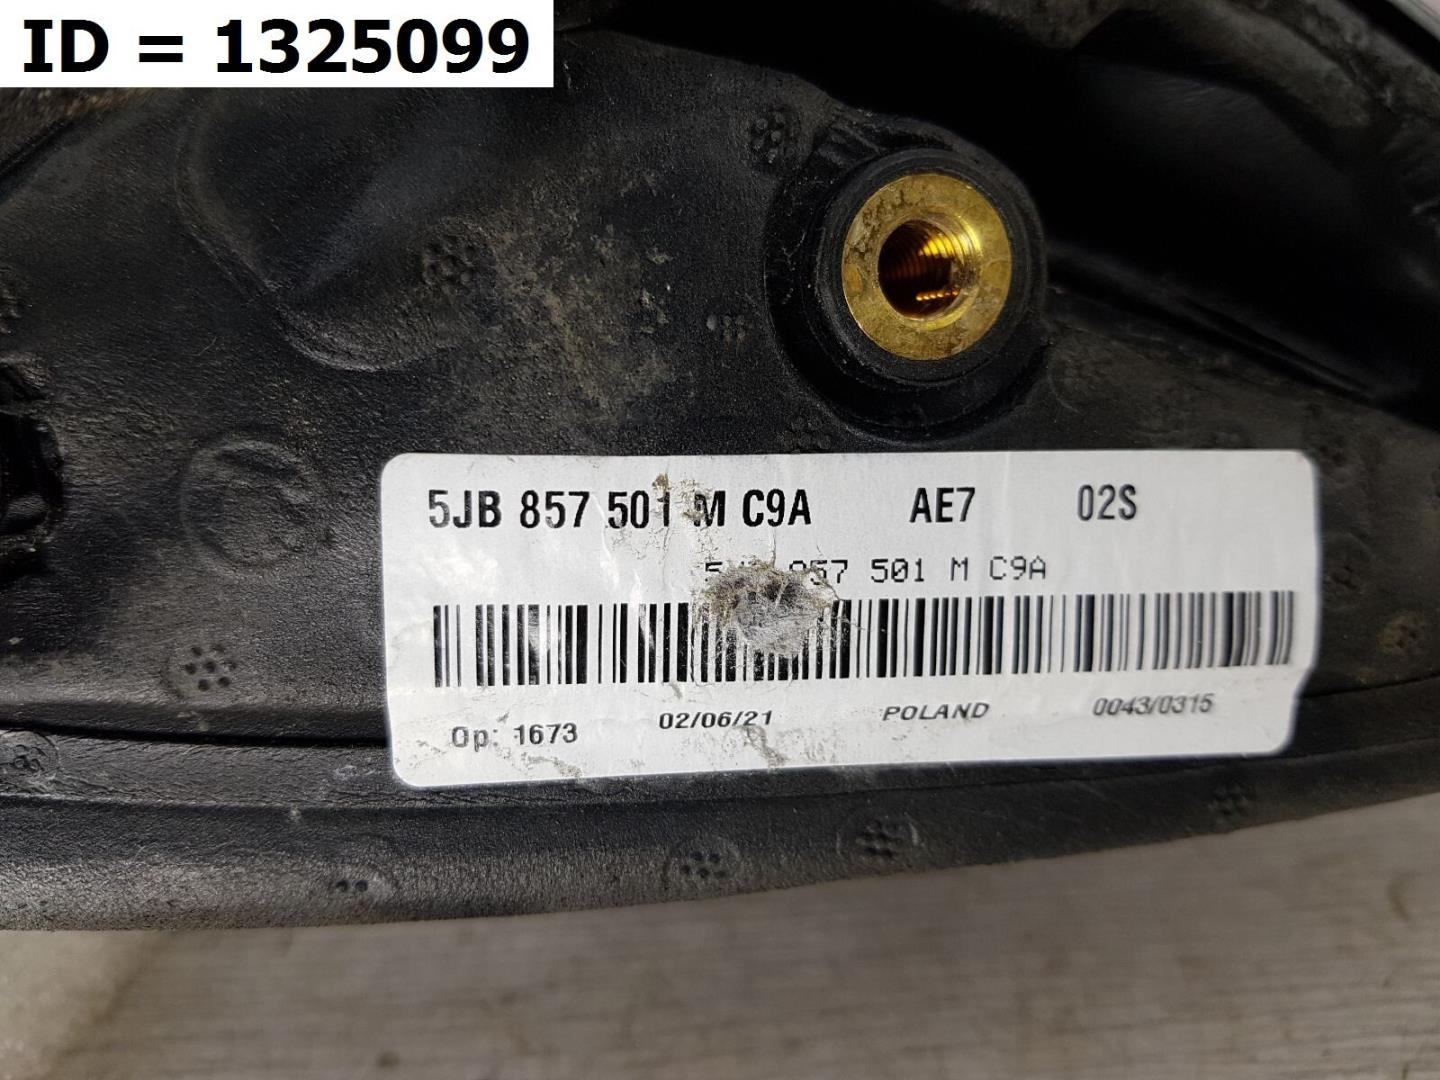 ID = 1325099
5JB 857 501 M C9A AE7 02S
857 501 M C9A
Op: 1673 02/06/21 POLAND 0043/0315